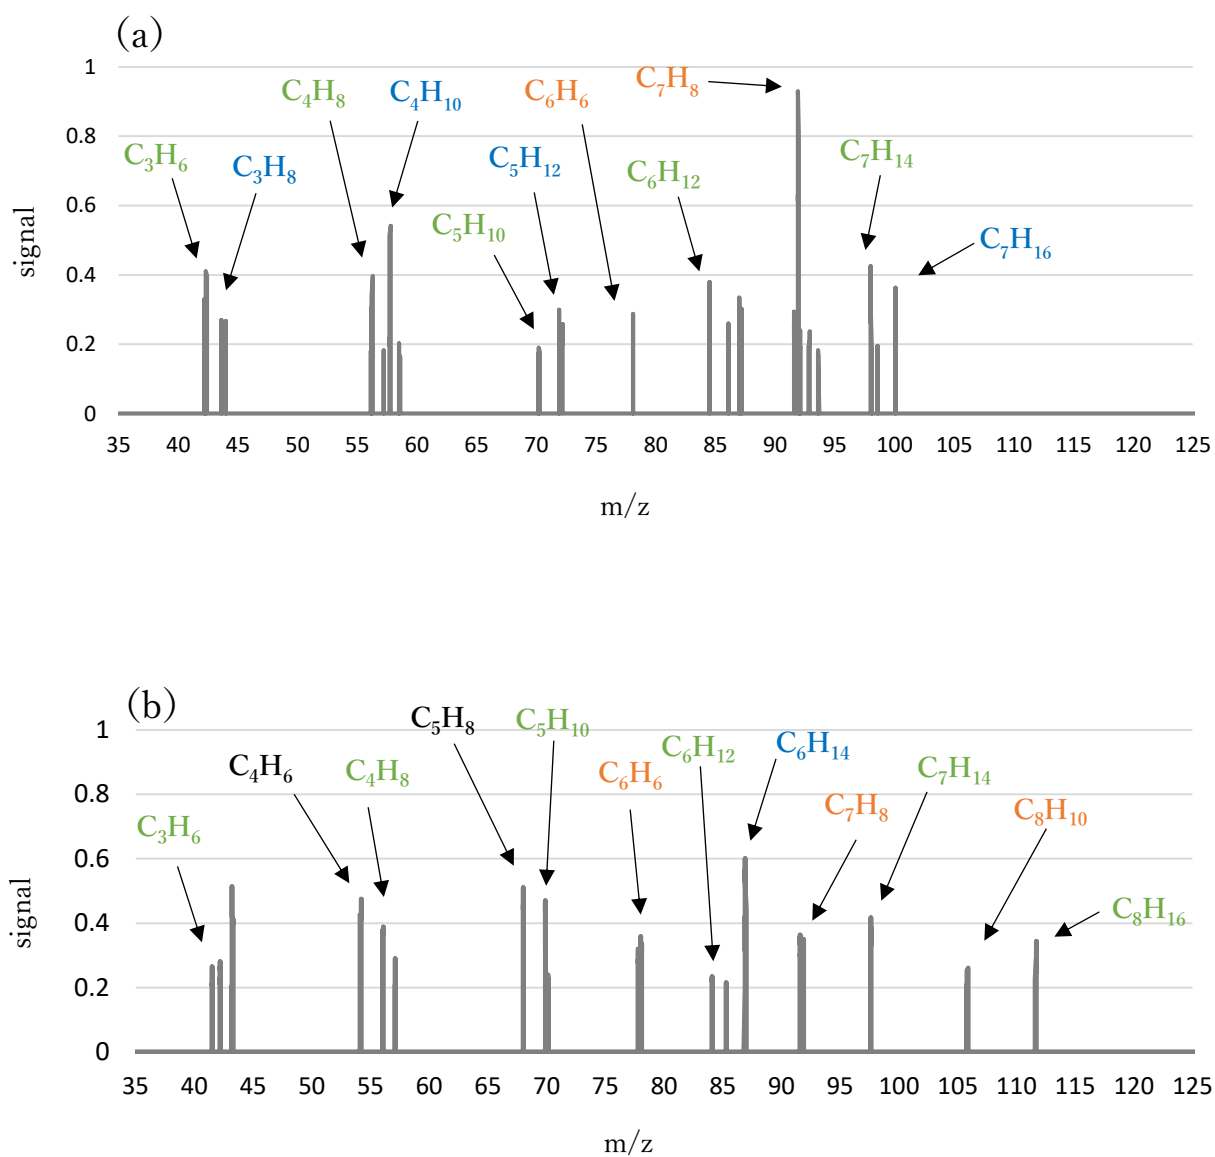 (a)
signal
1
0.8
0.6
0.4
0.2
0
C₃H₆
C₃H₈
C₄H₈
C₄H₁₀
C₅H₁₀
C₅H₁₂
C₆H₆
C₆H₁₂
C₇H₈
C₇H₁₄
C₇H₁₆
35 40 45 50 55 60 65 70 75 80 85 90 95 100 105 110 115 120 125
m/z
(b)
signal
1
0.8
0.6
0.4
0.2
0
C₃H₆
C₄H₆
C₄H₈
C₅H₈
C₅H₁₀
C₆H₆
C₆H₁₂
C₆H₁₄
C₇H₈
C₇H₁₄
C₈H₁₀
C₈H₁₆
35 40 45 50 55 60 65 70 75 80 85 90 95 100 105 110 115 120 125
m/z